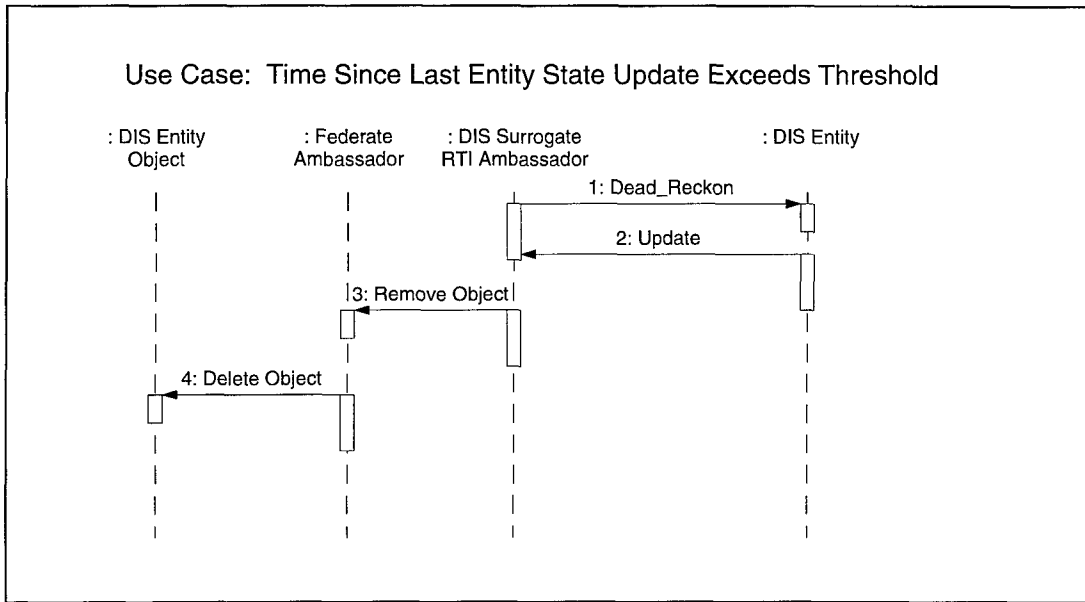 Use Case: Time Since Last Entity State Update Exceeds Threshold
: DIS Entity
Object
: Federate
Ambassador
: DIS Surrogate
RTI Ambassador
: DIS Entity
1: Dead_Reckon
2: Update
3: Remove Object
4: Delete Object